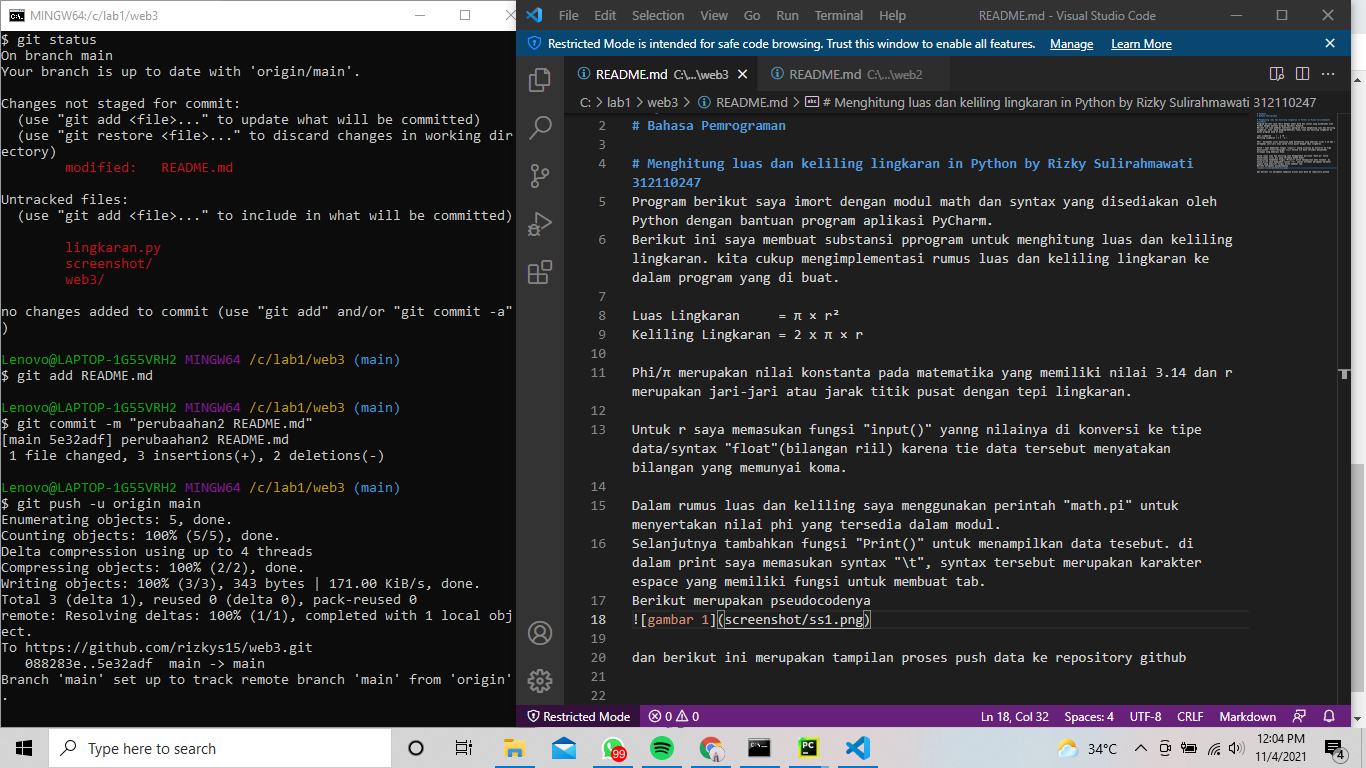 MINGW64:/c/lab1/web3
$ git status
On branch main
Your branch is up to date with 'origin/main'.
Changes not staged for commit:
(use "git add <file>..." to update what will be committed)
(use "git restore <file>..." to discard changes in working dir
ectory)
modified:   README.md
Untracked files:
(use "git add <file>..." to include in what will be committed)
lingkaran.py
screenshot/
web3/
no changes added to commit (use "git add" and/or "git commit -a"
)
Lenovo@LAPTOP-1G55VRH2 MINGW64 /c/lab1/web3 (main)
$ git add README.md
Lenovo@LAPTOP-1G55VRH2 MINGW64 /c/lab1/web3 (main)
$ git commit -m "perubaahan2 README.md"
[main 5e32adf] perubaahan2 README.md
1 file changed, 3 insertions(+), 2 deletions(-)
Lenovo@LAPTOP-1G55VRH2 MINGW64 /c/lab1/web3 (main)
$ git push -u origin main
Enumerating objects: 5, done.
Counting objects: 100% (5/5), done.
Delta compression using up to 4 threads
Compressing objects: 100% (2/2), done.
Writing objects: 100% (3/3), 343 bytes | 171.00 KiB/s, done.
Total 3 (delta 1), reused 0 (delta 0), pack-reused 0
remote: Resolving deltas: 100% (1/1), completed with 1 local obj
ect.
To https://github.com/rizkys15/web3.git
088283e..5e32adf  main -> main
Branch 'main' set up to track remote branch 'main' from 'origin'
.
File Edit Selection View Go Run Terminal Help README.md - Visual Studio Code
Restricted Mode is intended for safe code browsing. Trust this window to enable all features. Manage Learn More
README.md C:\...\web3 README.md C:\...\web2
C: > lab1 > web3 > README.md > # Menghitung luas dan keliling lingkaran in Python by Rizky Sulirahmawati 312110247
2 # Bahasa Pemrograman
3
4 # Menghitung luas dan keliling lingkaran in Python by Rizky Sulirahmawati
312110247
5 Program berikut saya imort dengan modul math dan syntax yang disediakan oleh
Python dengan bantuan program aplikasi PyCharm.
6 Berikut ini saya membuat substansi pprogram untuk menghitung luas dan keliling
lingkaran. kita cukup mengimplementasi rumus luas dan keliling lingkaran ke
dalam program yang di buat.
7
8 Luas Lingkaran     = π × r²
9 Keliling Lingkaran = 2 x π × r
10
11 Phi/π merupakan nilai konstanta pada matematika yang memiliki nilai 3.14 dan r
merupakan jari-jari atau jarak titik pusat dengan tepi lingkaran.
12
13 Untuk r saya memasukan fungsi "input()" yanng nilainya di konversi ke tipe
data/syntax "float"(bilangan riil) karena tie data tersebut menyatakan
bilangan yang memunyai koma.
14
15 Dalam rumus luas dan keliling saya menggunakan perintah "math.pi" untuk
menyertakan nilai phi yang tersedia dalam modul.
16 Selanjutnya tambahkan fungsi "Print()" untuk menampilkan data tesebut. di
dalam print saya memasukan syntax "\t", syntax tersebut merupakan karakter
espace yang memiliki fungsi untuk membuat tab.
17 Berikut merupakan pseudocodenya
18 ![gambar 1](screenshot/ss1.png)
19
20 dan berikut ini merupakan tampilan proses push data ke repository github
21
22
Restricted Mode 0 0 Ln 18, Col 32 Spaces: 4 UTF-8 CRLF Markdown
Type here to search 99 34°C 12:04 PM
11/4/2021 4